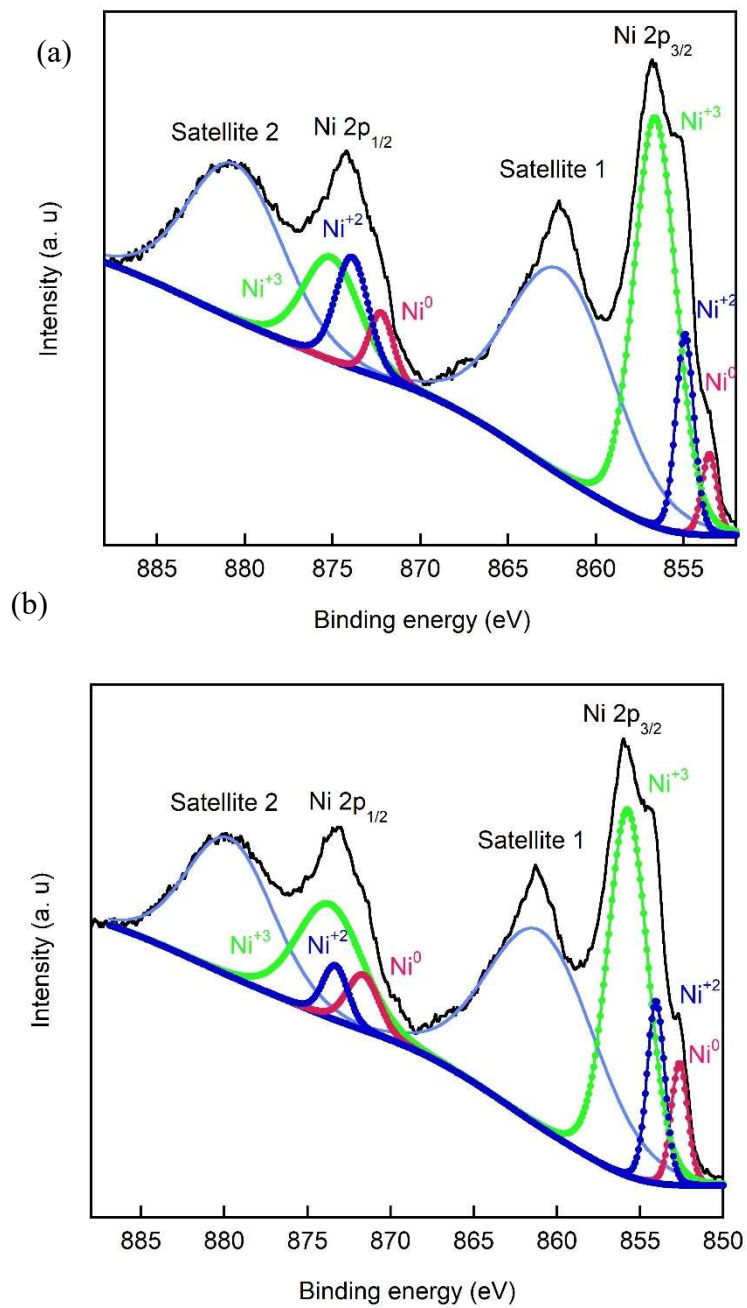 (a)
Ni 2p3/2
Ni+3
Satellite 2
Ni 2p1/2
Satellite 1
Ni+2
Ni+3
Ni0
Ni+2
Ni0
Intensity (a. u)
885 880 875 870 865 860 855
Binding energy (eV)
(b)
Ni 2p3/2
Ni+3
Satellite 2
Ni 2p1/2
Satellite 1
Ni+3
Ni+2
Ni0
Ni+2
Ni0
Intensity (a. u)
885 880 875 870 865 860 855 850
Binding energy (eV)